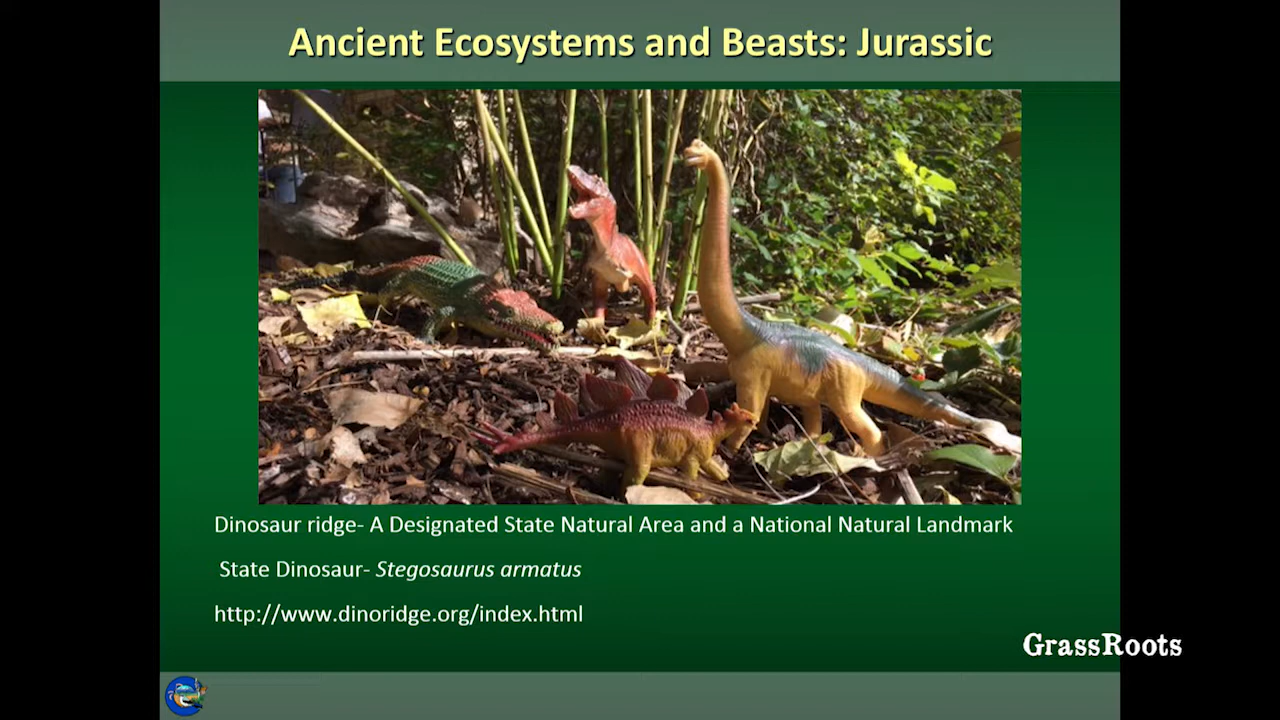 Ancient Ecosystems and Beasts: Jurassic
Dinosaur ridge- A Designated State Natural Area and a National Natural Landmark
State Dinosaur- Stegosaurus armatus
http://www.dinoridge.org/index.html
GrassRoots